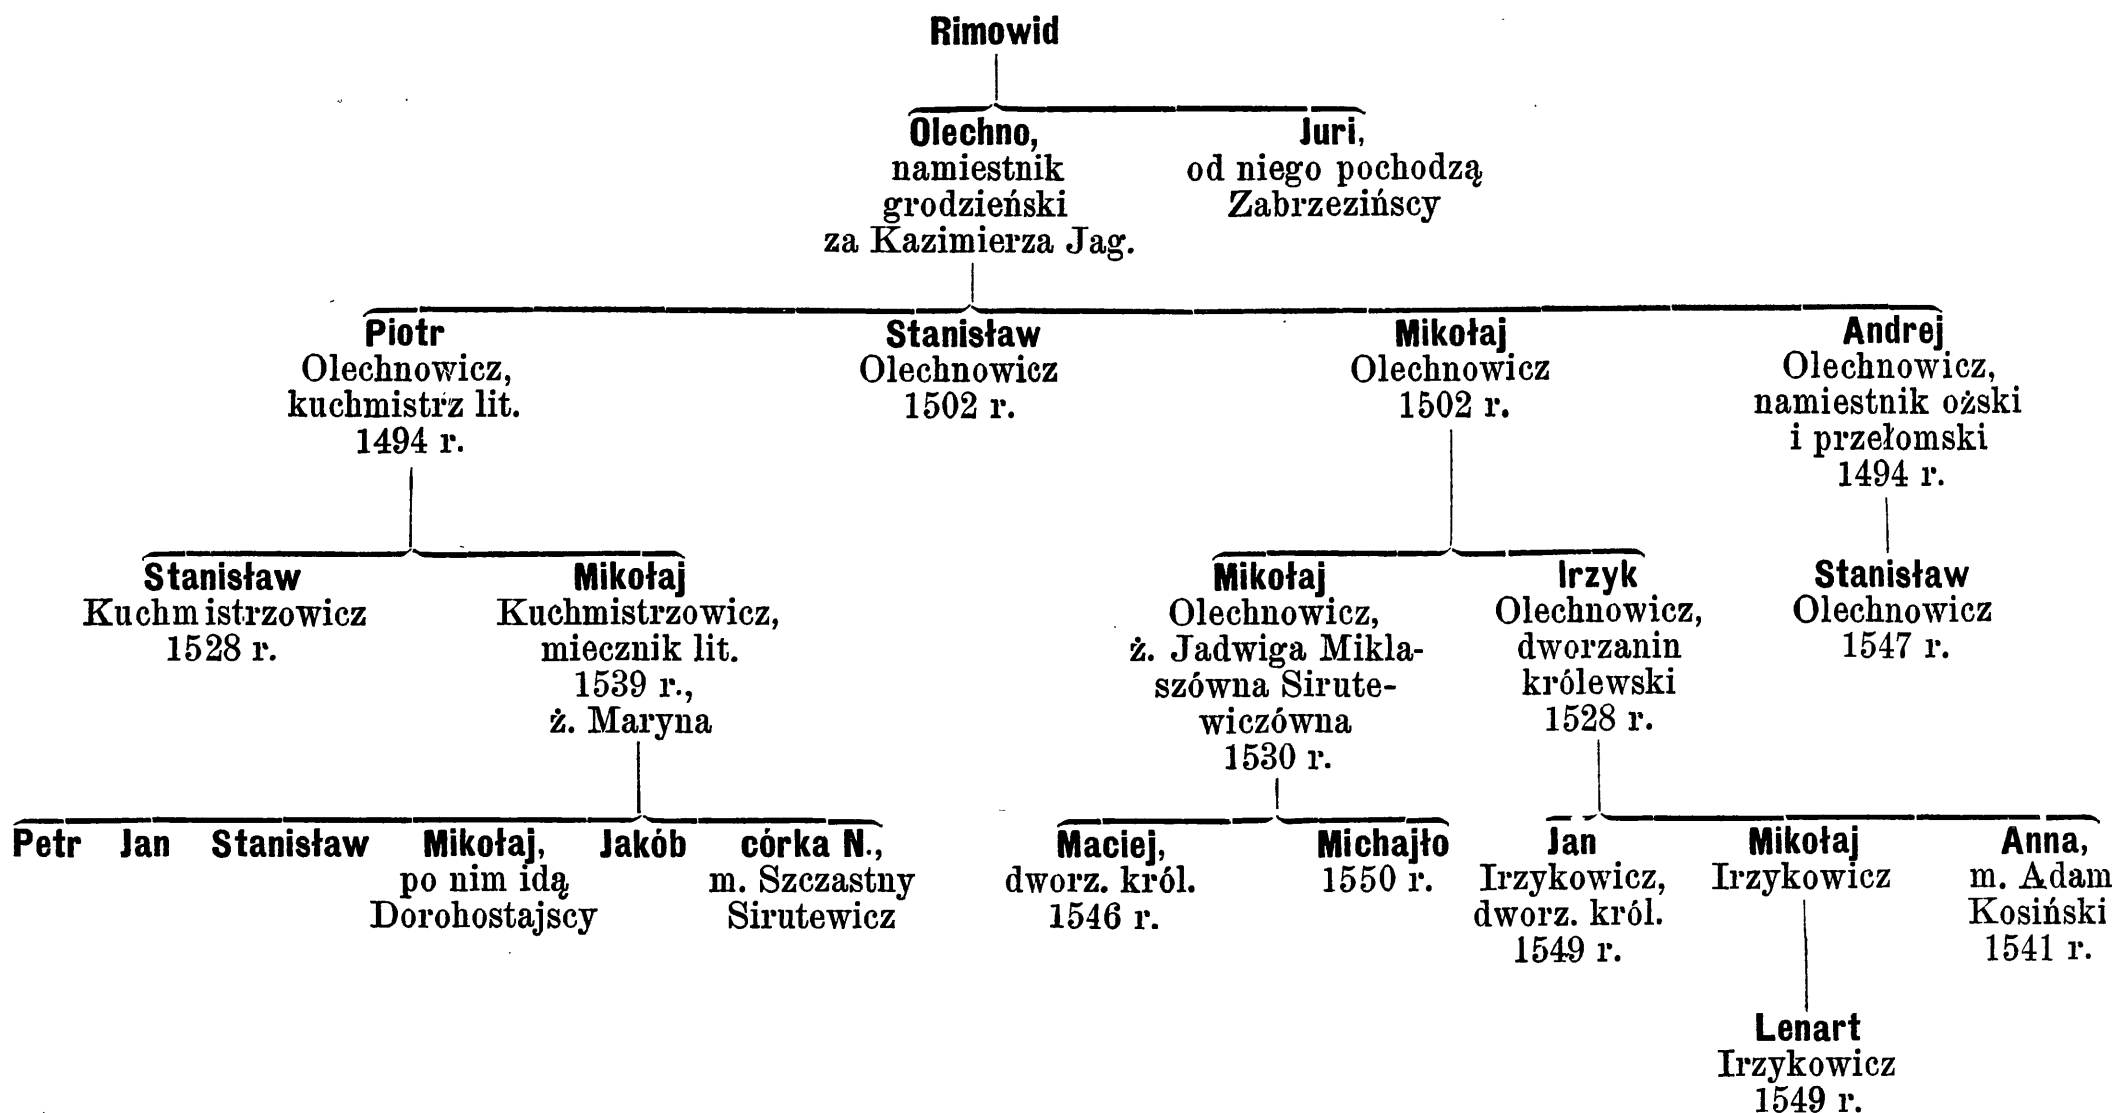 Rimowid
Olechno,
namiestnik
grodzieński
za Kazimierza Jag.
Juri,
od niego pochodzą
Zabrzezińscy
Piotr
Olechnowicz,
kuchmistrz lit.
1494 r.
Stanisław
Olechnowicz
1502 r.
Mikołaj
Olechnowicz
1502 r.
Andrej
Olechnowicz,
namiestnik ożski
i przełomski
1494 r.
Stanisław
Kuchmistrzowicz
1528 r.
Mikołaj
Kuchmistrzowicz,
miecznik lit.
1539 r.,
ż. Maryna
Mikołaj
Olechnowicz,
ż. Jadwiga Mikla-
szówna Sirute-
wiczówna
1530 r.
Irzyk
Olechnowicz,
dworzanin
królewski
1528 r.
Stanisław
Olechnowicz
1547 r.
Petr
Jan
Stanisław
Mikołaj,
po nim idą
Dorohostajscy
Jakób
córka N.,
m. Szczastny
Sirutewicz
Maciej,
dworz. król.
1546 r.
Michajło
1550 r.
Jan
Irzykowicz,
dworz. król.
1549 r.
Mikołaj
Irzykowicz
Anna,
m. Adam
Kosiński
1541 r.
Lenart
Irzykowicz
1549 r.